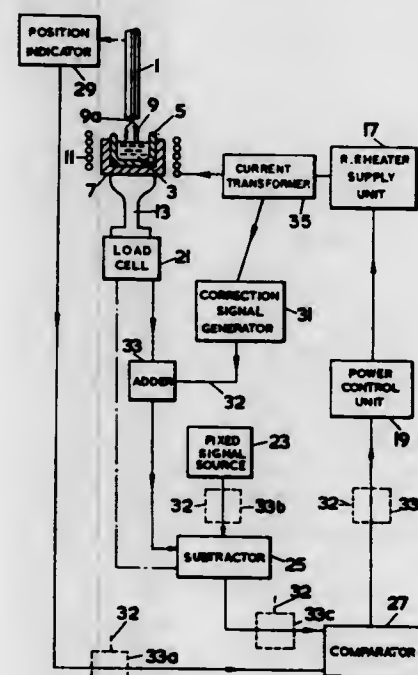 POSITION
INDICATOR
29
1
9a
9
5
11
7
3
13
17
R.F. HEATER
SUPPLY
UNIT
CURRENT
TRANSFORMER
35
LOAD
CELL
21
CORRECTION
SIGNAL
GENERATOR
31
33
ADDER
32
POWER
CONTROL
UNIT
19
FIXED
SIGNAL
SOURCE
23
32
33b
32
33
SUBTRACTOR
25
32
33c
27
COMPARATOR
32
33a